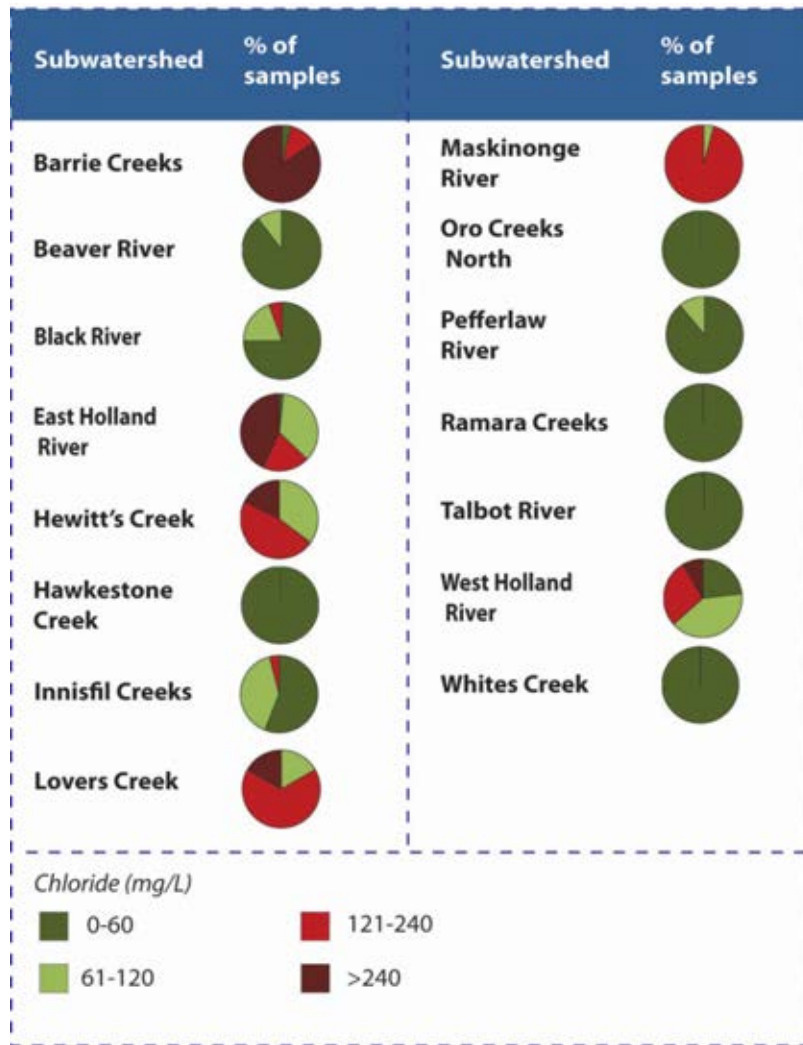 Subwatershed
% of
samples
Barrie Creeks
Beaver River
Black River
East Holland
River
Hewitt's Creek
Hawkestone
Creek
Innisfil Creeks
Lovers Creek
Subwatershed
% of
samples
Maskinonge
River
Oro Creeks
North
Pefferlaw
River
Ramara Creeks
Talbot River
West Holland
River
Whites Creek
Chloride (mg/L)
0-60
61-120
121-240
>240